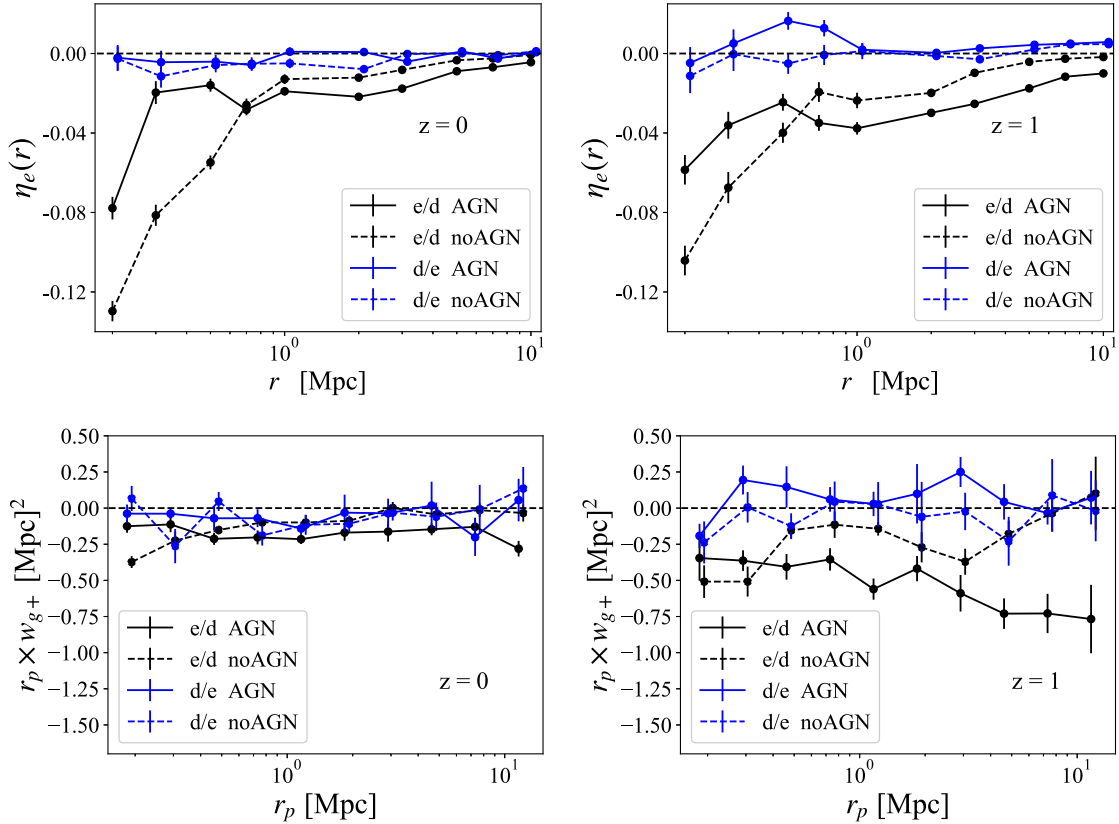 0.00
-0.04
-0.08
-0.12
η_e(r)
z = 0
e/d AGN
e/d noAGN
d/e AGN
d/e noAGN
10^0
10^1
r [Mpc]
0.00
-0.04
-0.08
-0.12
η_e(r)
z = 1
e/d AGN
e/d noAGN
d/e AGN
d/e noAGN
10^0
10^1
r [Mpc]
0.50
0.25
0.00
−0.25
−0.50
−0.75
−1.00
−1.25
−1.50
r_p × w_{g+} [Mpc]^2
e/d AGN
e/d noAGN
d/e AGN
d/e noAGN
z = 0
10^0
10^1
r_p [Mpc]
0.50
0.25
0.00
−0.25
−0.50
−0.75
−1.00
−1.25
−1.50
r_p × w_{g+} [Mpc]^2
e/d AGN
e/d noAGN
d/e AGN
d/e noAGN
z = 1
10^0
10^1
r_p [Mpc]